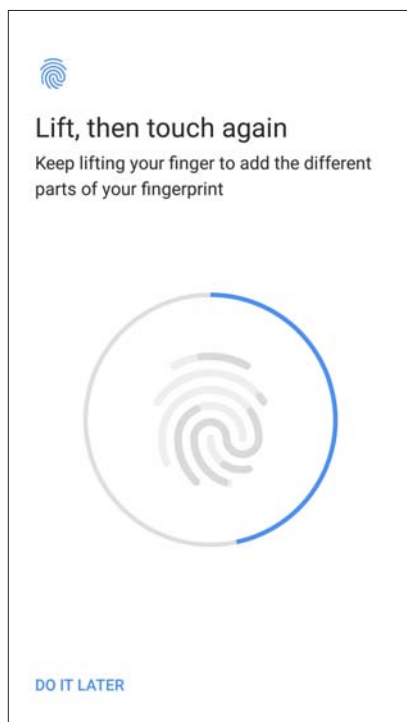 Lift, then touch again
Keep lifting your finger to add the different
parts of your fingerprint
DO IT LATER